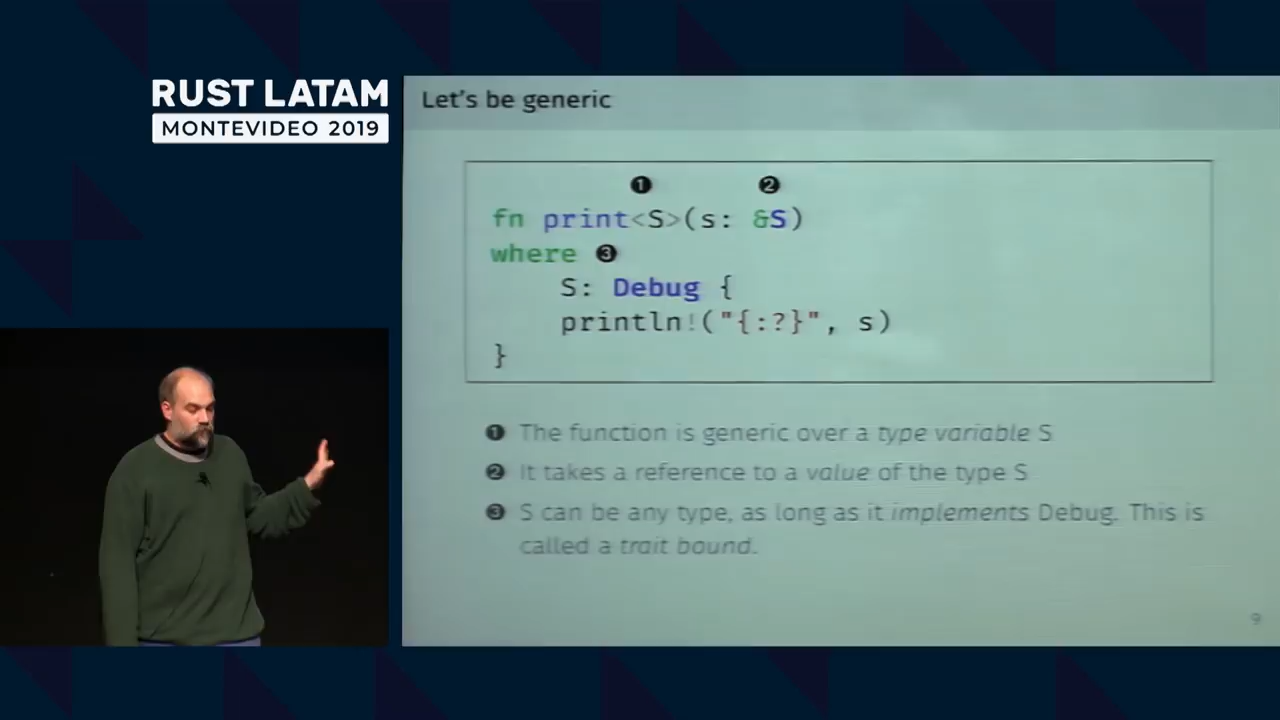 RUST LATAM
MONTEVIDEO 2019
Let's be generic
❶ ❷
fn print<S>(s: &S)
where ❸
S: Debug {
println!("{:?}", s)
}
❶ The function is generic over a type variable S
❷ It takes a reference to a value of the type S
❸ S can be any type, as long as it implements Debug. This is
called a trait bound.
9